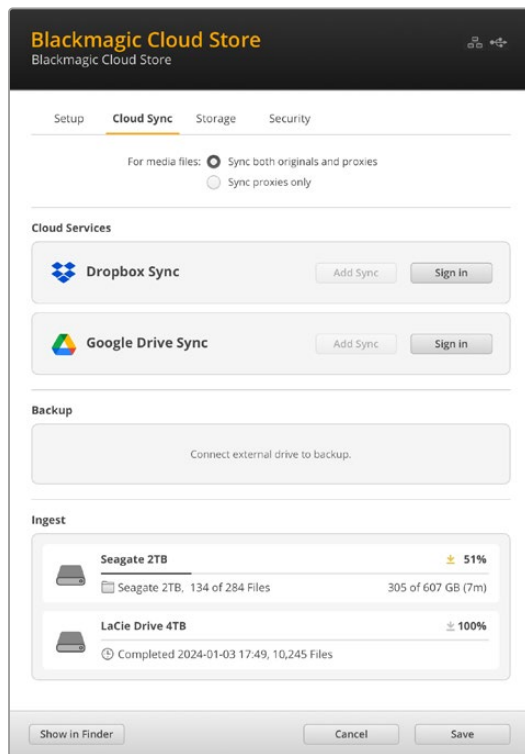 Blackmagic Cloud Store
Blackmagic Cloud Store
Setup Cloud Sync Storage Security
For media files: Sync both originals and proxies
Sync proxies only
Cloud Services
Dropbox Sync Add Sync Sign in
Google Drive Sync Add Sync Sign in
Backup
Connect external drive to backup.
Ingest
Seagate 2TB 51%
Seagate 2TB, 134 of 284 Files 305 of 607 GB (7m)
LaCie Drive 4TB 100%
Completed 2024-01-03 17:49, 10,245 Files
Show in Finder Cancel Save